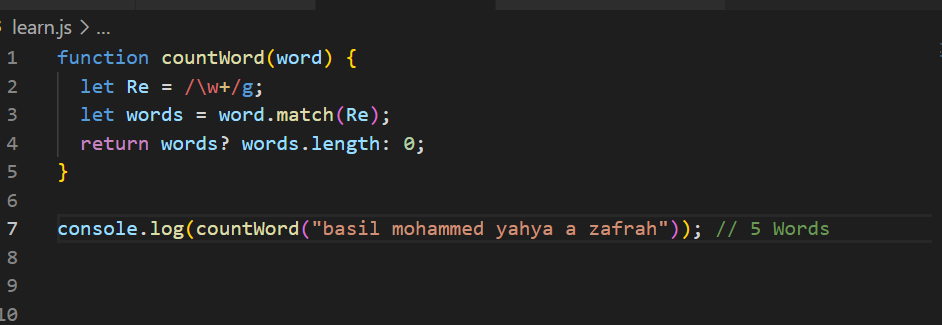 learn.js > ...
1 function countWord(word) {
2 let Re = /\w+/g;
3 let words = word.match(Re);
4 return words? words.length: 0;
5 }
6
7 console.log(countWord("basil mohammed yahya a zafrah")); // 5 Words
8
9
10